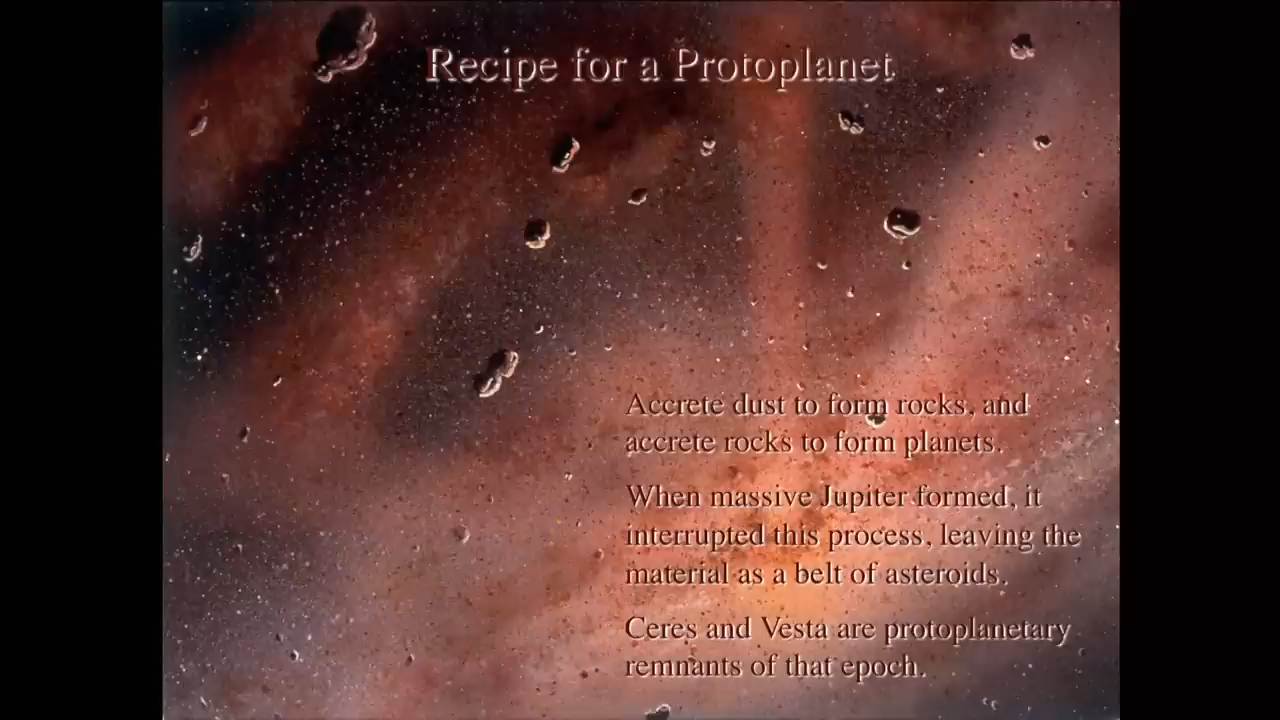 Recipe for a Protoplanet
Accrete dust to form rocks, and
accrete rocks to form planets.
When massive Jupiter formed, it
interrupted this process, leaving the
material as a belt of asteroids.
Ceres and Vesta are protoplanetary
remnants of that epoch.